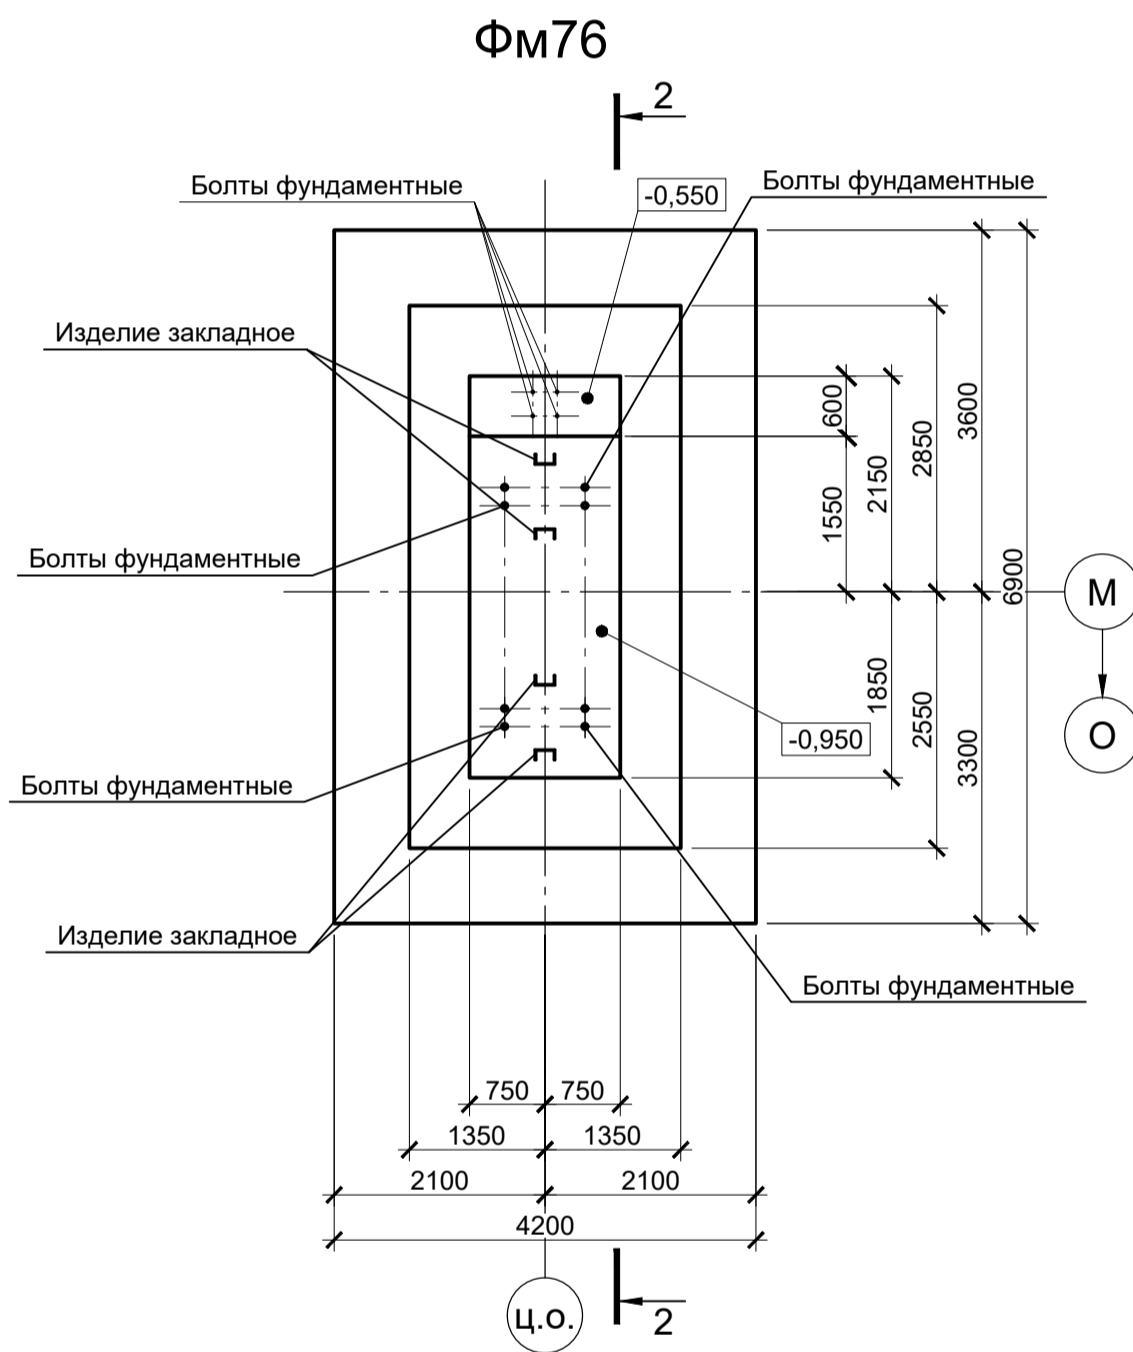 Фм76
2
Болты фундаментные
-0,550
Болты фундаментные
Изделие закладное
600
2150
2850
3600
1550
6900
Болты фундаментные
М
1850
2550
3300
-0,950
О
Болты фундаментные
Изделие закладное
Болты фундаментные
750
750
1350
1350
2100
2100
4200
ц.о.
2